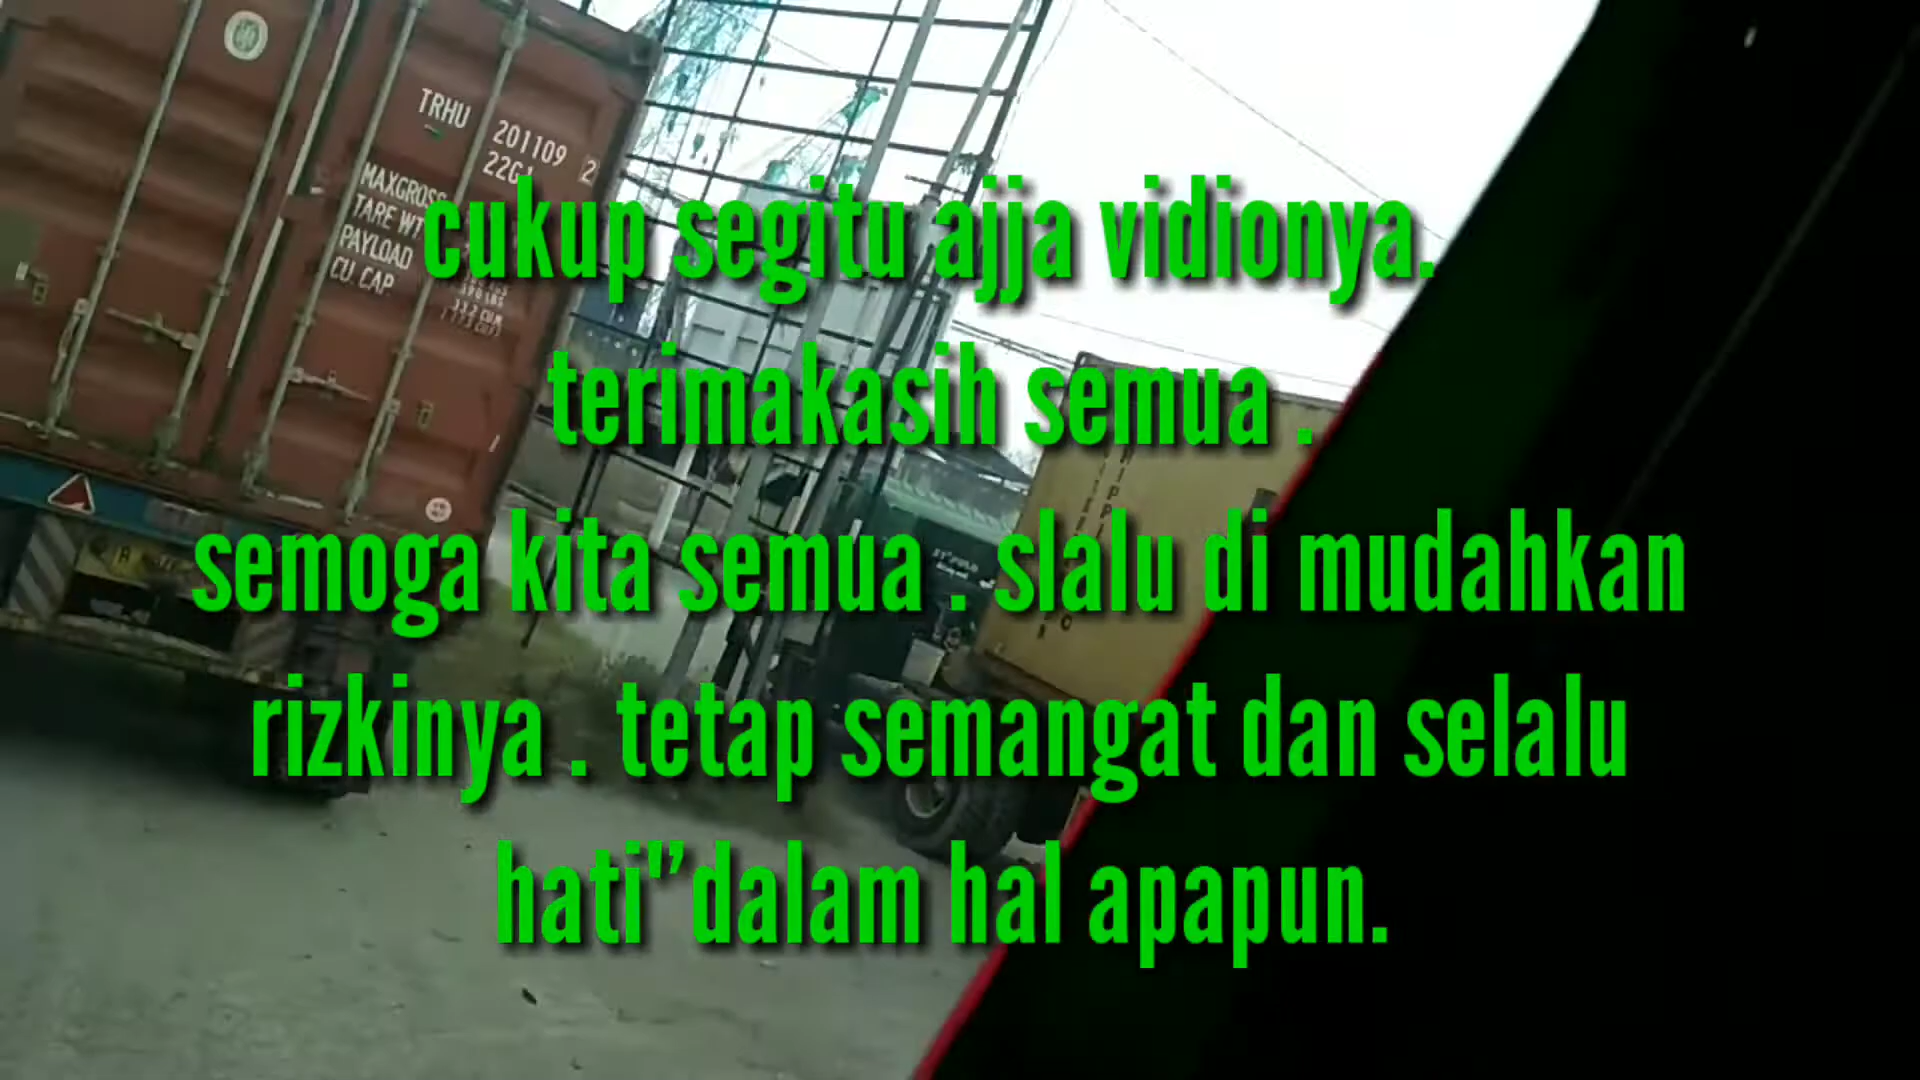 TRHU 201109 2
22G1
MAXGROSS
TARE WT
PAYLOAD
CU. CAP.
cukup segitu ajja vidionya.
terimakasih semua .
semoga kita semua . slalu di mudahkan
rizkinya . tetap semangat dan selalu
hati"dalam hal apapun.